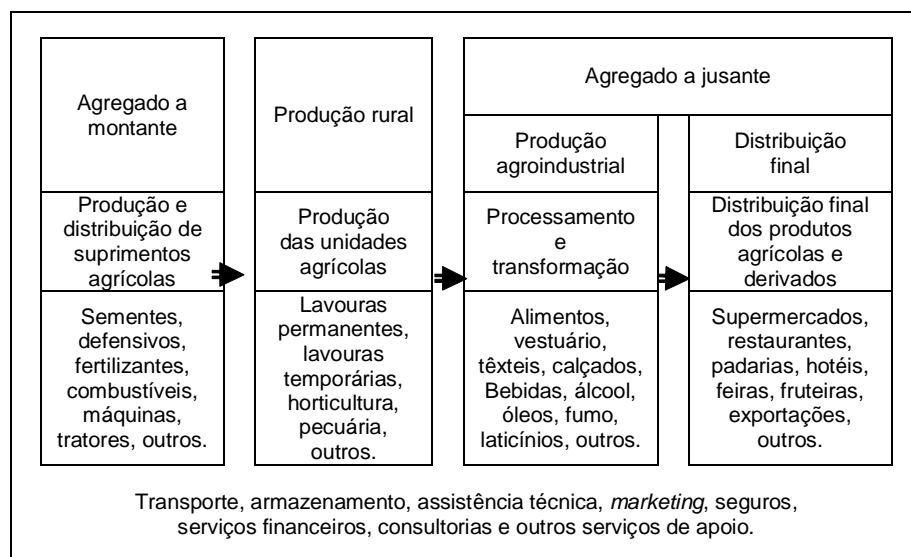 Agregado a
montante
Produção rural
Agregado a jusante
Produção
agroindustrial
Distribuição
final
Produção e
distribuição de
suprimentos
agrícolas
Produção
das unidades
agrícolas
Processamento
e
transformação
Distribuição final
dos produtos
agrícolas e
derivados
Sementes,
defensivos,
fertilizantes,
combustíveis,
máquinas,
tratores, outros.
Lavouras
permanentes,
lavouras
temporárias,
horticultura,
pecuária,
outros.
Alimentos,
vestuário,
têxteis, calçados,
Bebidas, álcool,
óleos, fumo,
laticínios, outros.
Supermercados,
restaurantes,
padarias, hotéis,
feiras, fruteiras,
exportações,
outros.
Transporte, armazenamento, assistência técnica, marketing, seguros,
serviços financeiros, consultorias e outros serviços de apoio.